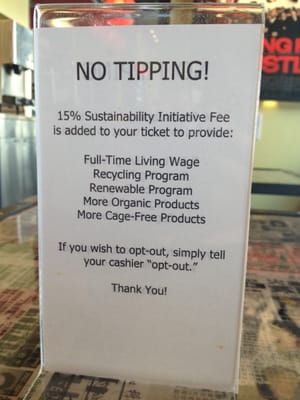 NO TIPPING!
15% Sustainability Initiative Fee
is added to your ticket to provide:
Full-Time Living Wage
Recycling Program
Renewable Program
More Organic Products
More Cage-Free Products
If you wish to opt-out, simply tell
your cashier “opt-out.”
Thank You!